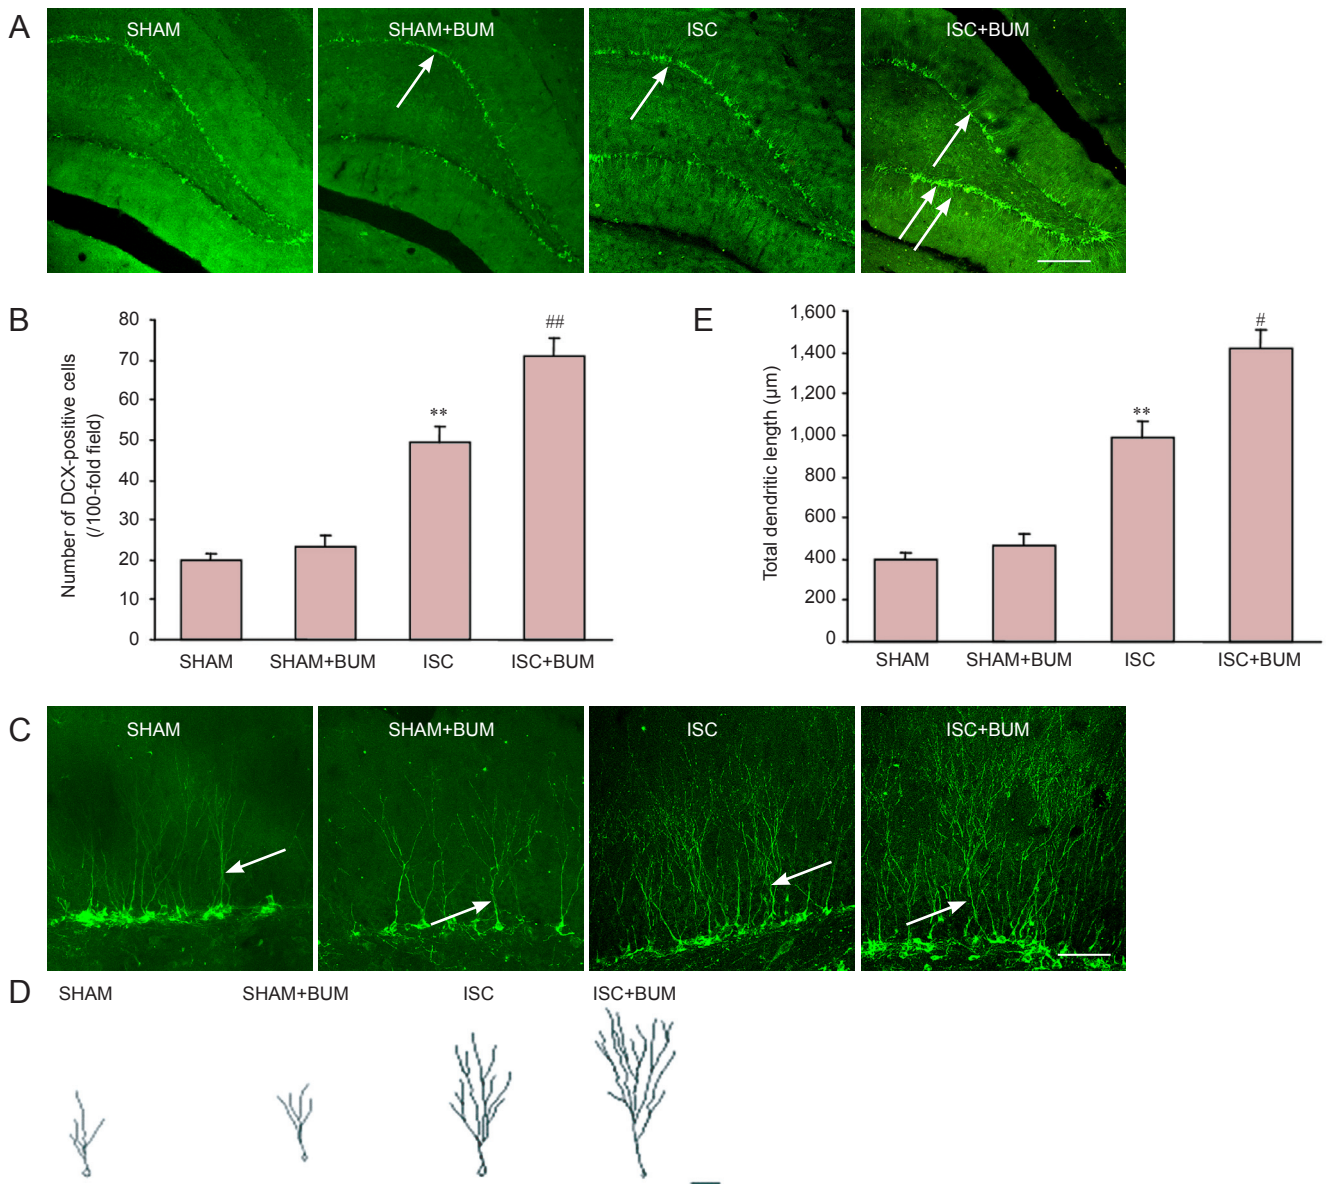 A
SHAM
SHAM+BUM
ISC
ISC+BUM
B
Number of DCX-positive cells
(/100-fold field)
80
70
60
50
40
30
20
10
0
**
##
SHAM
SHAM+BUM
ISC
ISC+BUM
E
Total dendritic length (µm)
1,600
1,400
1,200
1,000
800
600
400
200
0
**
#
SHAM
SHAM+BUM
ISC
ISC+BUM
C
SHAM
SHAM+BUM
ISC
ISC+BUM
D
SHAM
SHAM+BUM
ISC
ISC+BUM